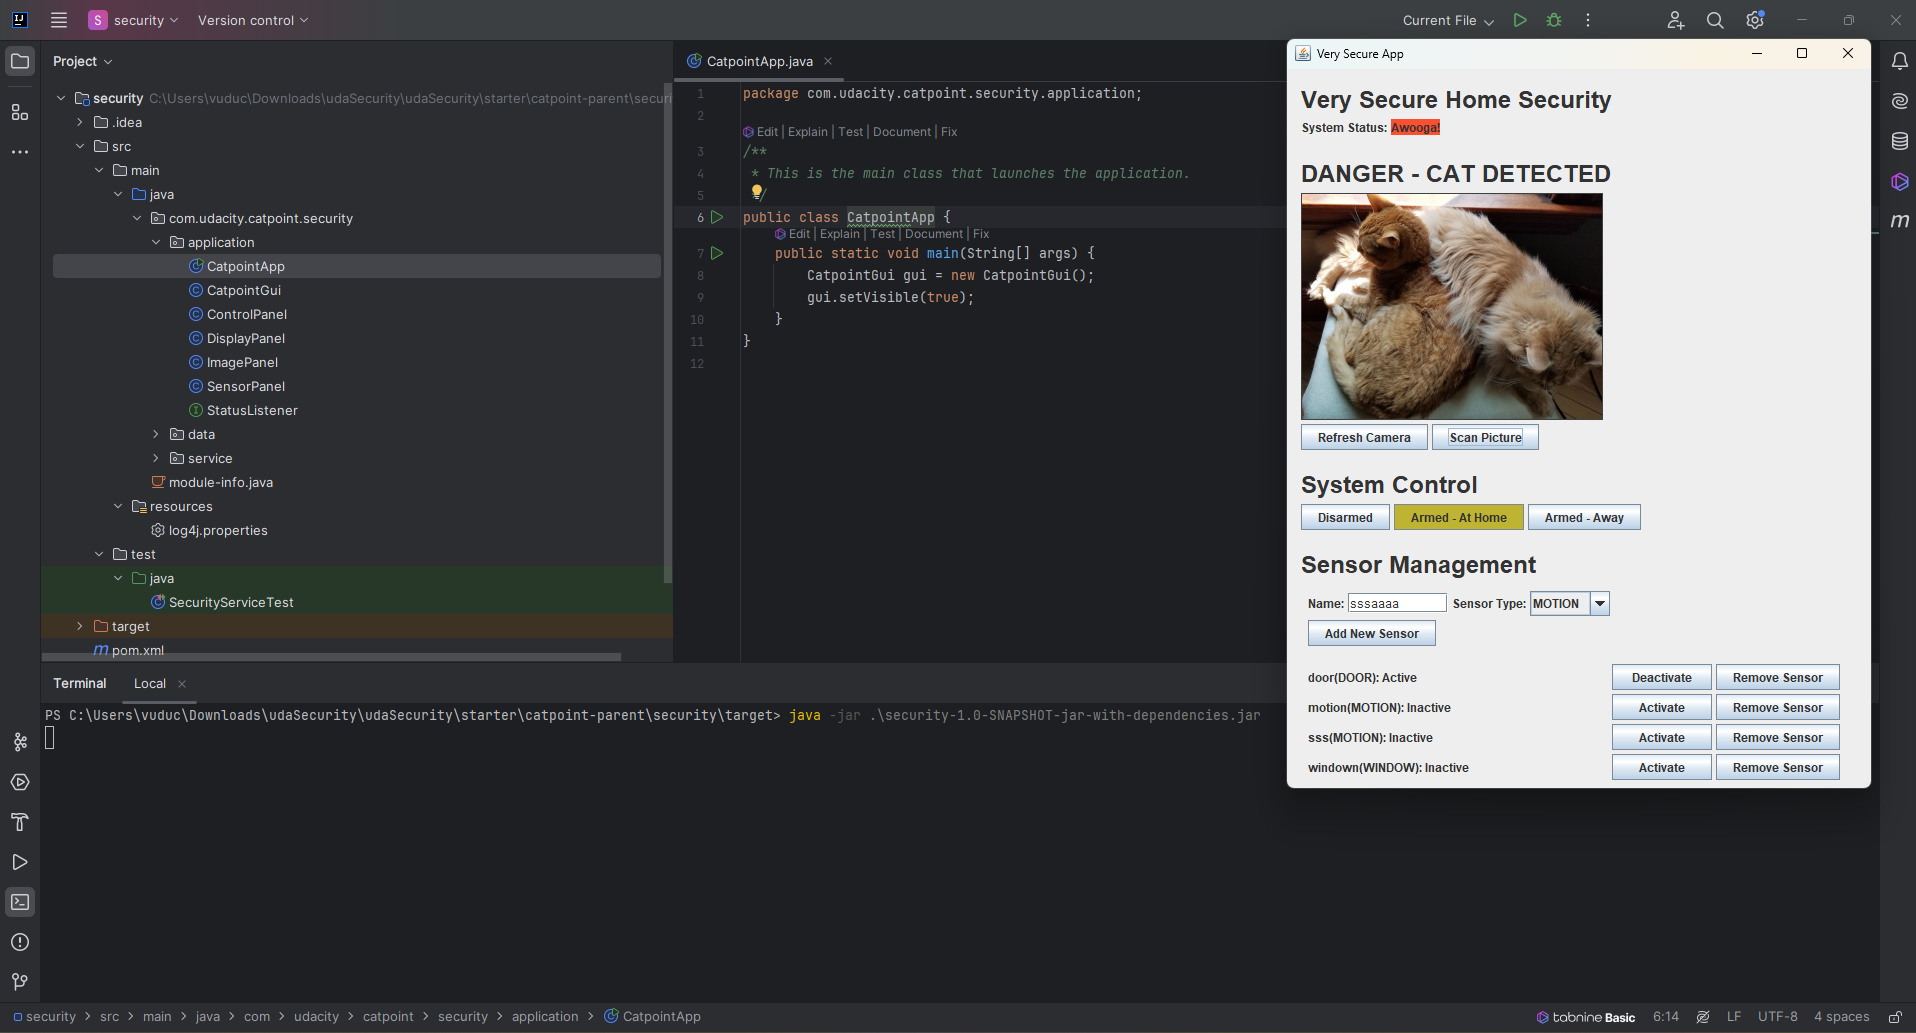 security
Version control
Current File
Project
security C:\Users\vuduc\Downloads\udaSecurity\udaSecurity\starter\catpoint-parent\securi
.idea
src
main
java
com.udacity.catpoint.security
application
CatpointApp
CatpointGui
ControlPanel
DisplayPanel
ImagePanel
SensorPanel
StatusListener
data
service
module-info.java
resources
log4j.properties
test
java
SecurityServiceTest
target
pom.xml
CatpointApp.java
1 package com.udacity.catpoint.security.application;
2
Edit | Explain | Test | Document | Fix
3 /**
4 * This is the main class that launches the application.
5 */
6 public class CatpointApp {
Edit | Explain | Test | Document | Fix
7 public static void main(String[] args) {
8 CatpointGui gui = new CatpointGui();
9 gui.setVisible(true);
10 }
11 }
12
Very Secure App
Very Secure Home Security
System Status: Awooga!
DANGER - CAT DETECTED
Refresh Camera Scan Picture
System Control
Disarmed Armed - At Home Armed - Away
Sensor Management
Name: sssaaaa Sensor Type: MOTION
Add New Sensor
door(DOOR): Active Deactivate Remove Sensor
motion(MOTION): Inactive Activate Remove Sensor
sss(MOTION): Inactive Activate Remove Sensor
windown(WINDOW): Inactive Activate Remove Sensor
Terminal Local
PS C:\Users\vuduc\Downloads\udaSecurity\udaSecurity\starter\catpoint-parent\security\target> java -jar .\security-1.0-SNAPSHOT-jar-with-dependencies.jar
security > src > main > java > com > udacity > catpoint > security > application > CatpointApp
tabnine Basic 6:14 LF UTF-8 4 spaces